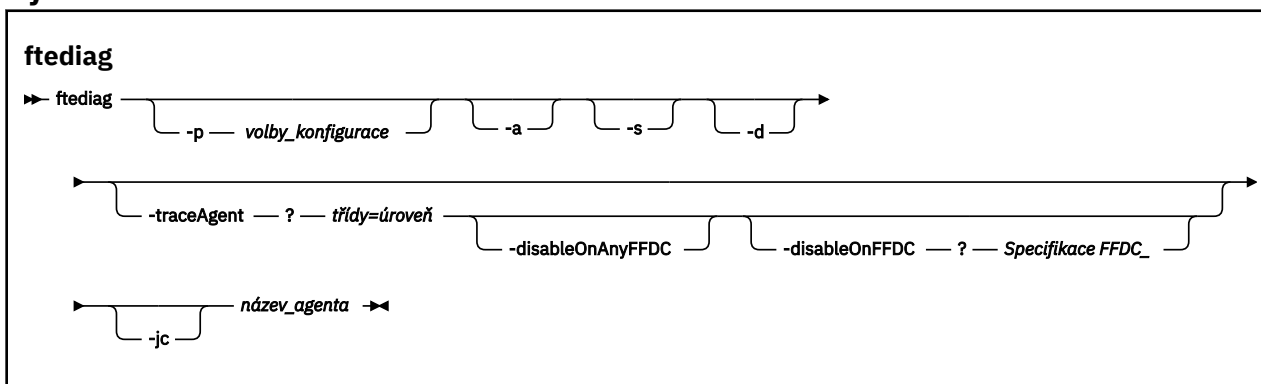 ftediag
ftediag
-p volby_konfigurace -a -s -d
-traceAgent ? třídy=úroveň
-disableOnAnyFFDC -disableOnFFDC ? Specifikace FFDC_
název_agenta
-jc